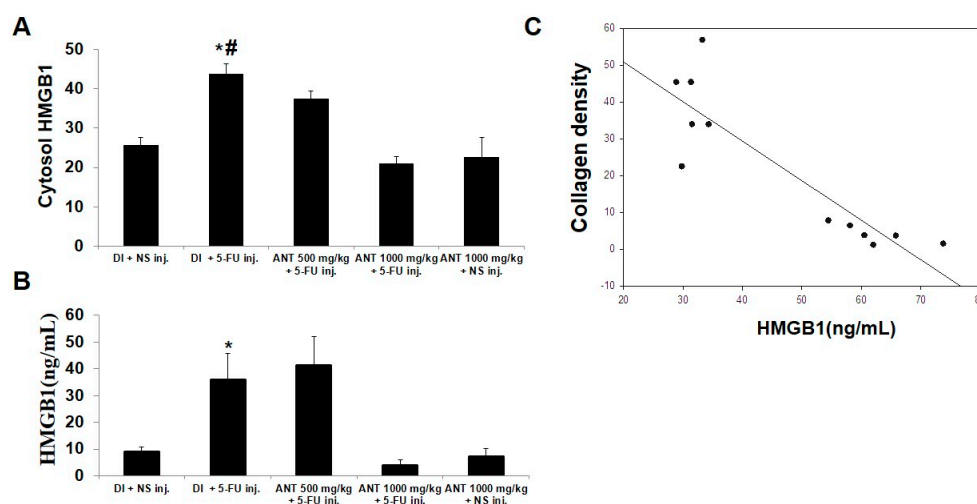 A
Cytosol HMGB1
50
40
30
20
10
0
*#
DI + NS inj.
DI + 5-FU inj.
ANT 500 mg/kg
+ 5-FU inj.
ANT 1000 mg/kg
+ 5-FU inj.
ANT 1000 mg/kg
+ NS inj.
B
HMGB1(ng/mL)
60
50
40
30
20
10
0
*
DI + NS inj.
DI + 5-FU inj.
ANT 500 mg/kg
+ 5-FU inj.
ANT 1000 mg/kg
+ 5-FU inj.
ANT 1000 mg/kg
+ NS inj.
C
Collagen density
60
50
40
30
20
10
0
-10
20
30
40
50
60
70
HMGB1(ng/mL)